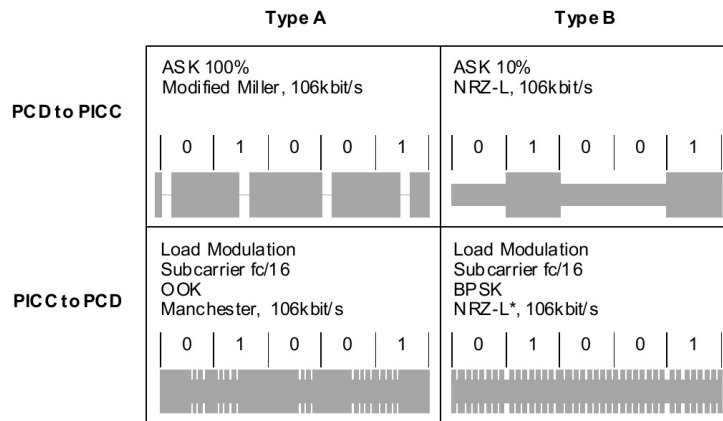 Type A
Type B
PCD to PICC
ASK 100%
Modified Miller, 106kbit/s
0 1 0 0 1
ASK 10%
NRZ-L, 106kbit/s
0 1 0 0 1
PICC to PCD
Load Modulation
Subcarrier fc/16
OOK
Manchester, 106kbit/s
0 1 0 0 1
Load Modulation
Subcarrier fc/16
BPSK
NRZ-L*, 106kbit/s
0 1 0 0 1